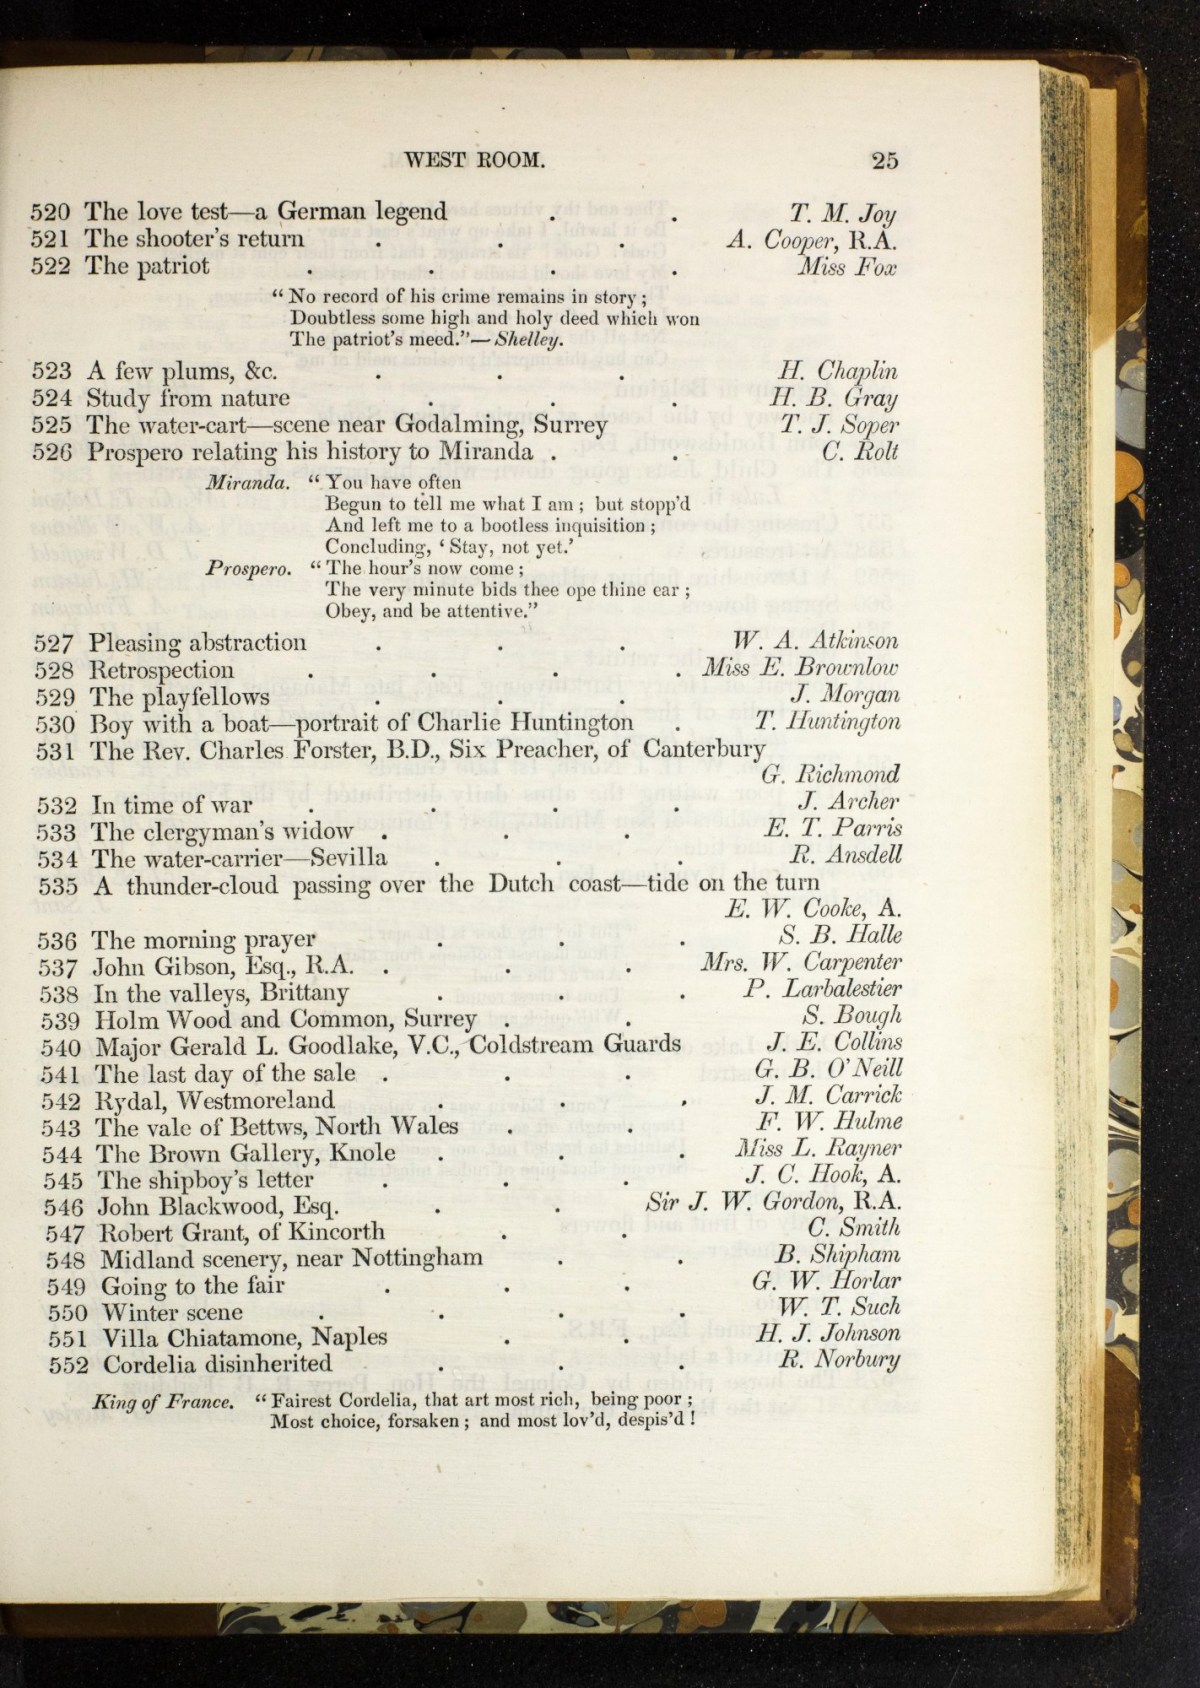 WEST ROOM. 25
520 The love test—a German legend . . T. M. Joy
521 The shooter's return . . . A. Cooper, R.A.
522 The patriot . . . . Miss Fox
“ No record of his crime remains in story ;
Doubtless some high and holy deed which won
The patriot's meed.”—Shelley.
523 A few plums, &c. . . . H. Chaplin
524 Study from nature . . . H. B. Gray
525 The water-cart—scene near Godalming, Surrey T. J. Soper
526 Prospero relating his history to Miranda . . C. Rolt
Miranda. “ You have often
Begun to tell me what I am ; but stopp'd
And left me to a bootless inquisition ;
Concluding, ‘ Stay, not yet.’
Prospero. “ The hour's now come ;
The very minute bids thee ope thine ear ;
Obey, and be attentive.”
527 Pleasing abstraction . . . W. A. Atkinson
528 Retrospection . . . . Miss E. Brownlow
529 The playfellows . . . J. Morgan
530 Boy with a boat—portrait of Charlie Huntington . T. Huntington
531 The Rev. Charles Forster, B.D., Six Preacher, of Canterbury
G. Richmond
532 In time of war . . . . J. Archer
533 The clergyman's widow . . . E. T. Parris
534 The water-carrier—Sevilla . . . R. Ansdell
535 A thunder-cloud passing over the Dutch coast—tide on the turn
E. W. Cooke, A.
536 The morning prayer . . . S. B. Halle
537 John Gibson, Esq., R.A. . . . Mrs. W. Carpenter
538 In the valleys, Brittany . . . P. Larbalestier
539 Holm Wood and Common, Surrey . . S. Bough
540 Major Gerald L. Goodlake, V.C., Coldstream Guards J. E. Collins
541 The last day of the sale . . . G. B. O'Neill
542 Rydal, Westmoreland . . . J. M. Carrick
543 The vale of Bettws, North Wales . . F. W. Hulme
544 The Brown Gallery, Knole . . . Miss L. Rayner
545 The shipboy's letter . . . J. C. Hook, A.
546 John Blackwood, Esq. . . Sir J. W. Gordon, R.A.
547 Robert Grant, of Kincorth . . C. Smith
548 Midland scenery, near Nottingham . . B. Shipham
549 Going to the fair . . . G. W. Horlar
550 Winter scene . . . . W. T. Such
551 Villa Chiatamone, Naples . . H. J. Johnson
552 Cordelia disinherited . . . R. Norbury
King of France. “ Fairest Cordelia, that art most rich, being poor ;
Most choice, forsaken ; and most lov'd, despis'd !